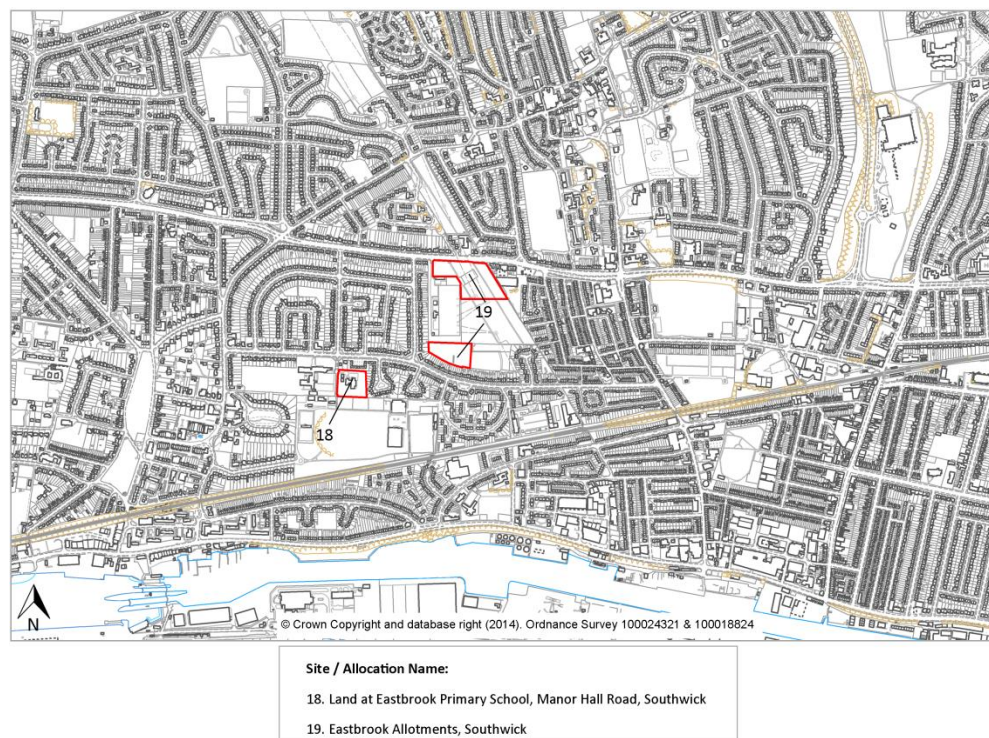 19
18
N
© Crown Copyright and database right (2014). Ordnance Survey 100024321 & 100018824
Site / Allocation Name:
18. Land at Eastbrook Primary School, Manor Hall Road, Southwick
19. Eastbrook Allotments, Southwick